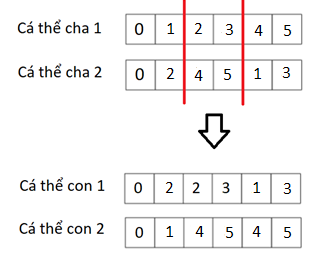 Cá thể cha 1 0 1 2 3 4 5
Cá thể cha 2 0 2 4 5 1 3
Cá thể con 1 0 2 2 3 1 3
Cá thể con 2 0 1 4 5 4 5